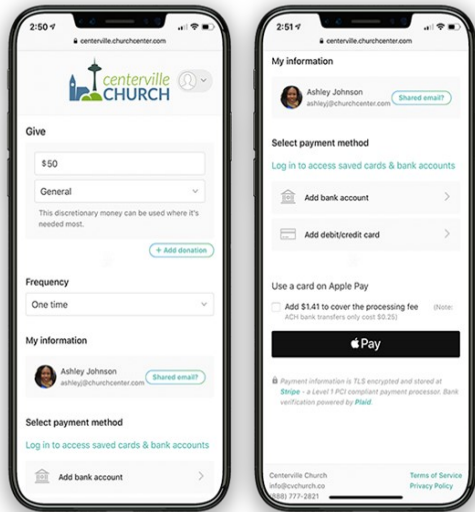 2:50
centerville.churchcenter.com
centerville
CHURCH
Give
$50
General
This discretionary money can be used where it's
needed most.
+ Add donation
Frequency
One time
My information
Ashley Johnson
ashleyj@churchcenter.com
Shared email?
Select payment method
Log in to access saved cards & bank accounts
Add bank account
2:51
centerville.churchcenter.com
My information
Ashley Johnson
ashleyj@churchcenter.com
Shared email?
Select payment method
Log in to access saved cards & bank accounts
Add bank account
Add debit/credit card
Use a card on Apple Pay
Add $1.41 to cover the processing fee (Note:
ACH bank transfers only cost $0.25)
Pay
Payment information is TLS encrypted and stored at
Stripe - a Level 1 PCI compliant payment processor. Bank
verification powered by Plaid.
Centerville Church
info@cvchurch.co
(888) 777-2821
Terms of Service
Privacy Policy